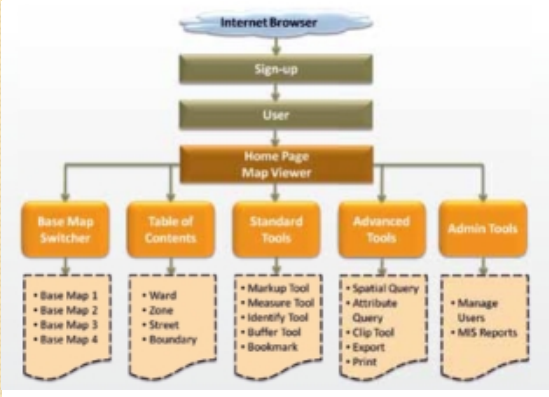 Internet Browser
Sign-up
User
Home Page
Map Viewer
Base Map
Switcher
Table of
Contents
Standard
Tools
Advanced
Tools
Admin Tools
• Base Map 1
• Base Map 2
• Base Map 3
• Base Map 4
• Ward
• Zone
• Street
• Boundary
• Markup Tool
• Measure Tool
• Identify Tool
• Buffer Tool
• Bookmark
• Spatial Query
• Attribute
Query
• Clip Tool
• Export
• Print
• Manage
Users
• MIS Reports